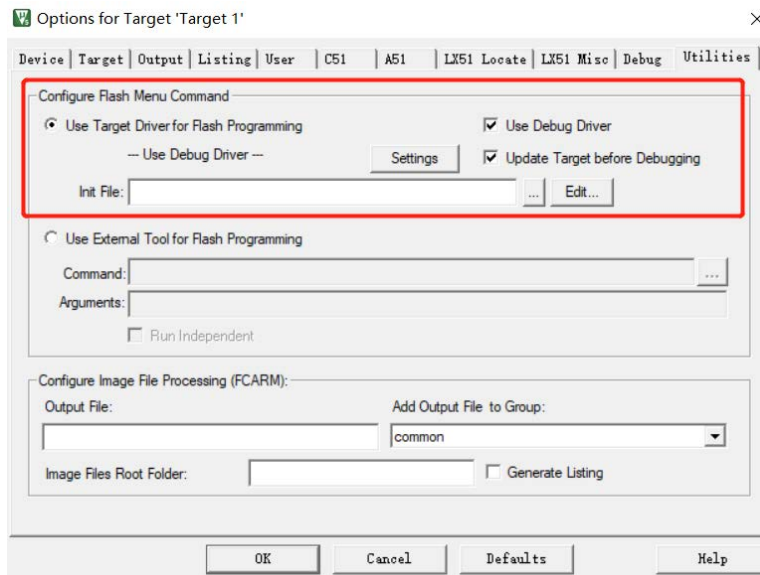 Options for Target 'Target 1'
Device | Target | Output | Listing | User | C51 | A51 | LX51 Locate | LX51 Misc | Debug | Utilities
Configure Flash Menu Command
Use Target Driver for Flash Programming
Use Debug Driver
--- Use Debug Driver ---
Settings
Update Target before Debugging
Init File:
...
Edit...
Use External Tool for Flash Programming
Command:
...
Arguments:
Run Independent
Configure Image File Processing (FCARM):
Output File:
Add Output File to Group:
common
Image Files Root Folder:
Generate Listing
OK
Cancel
Defaults
Help